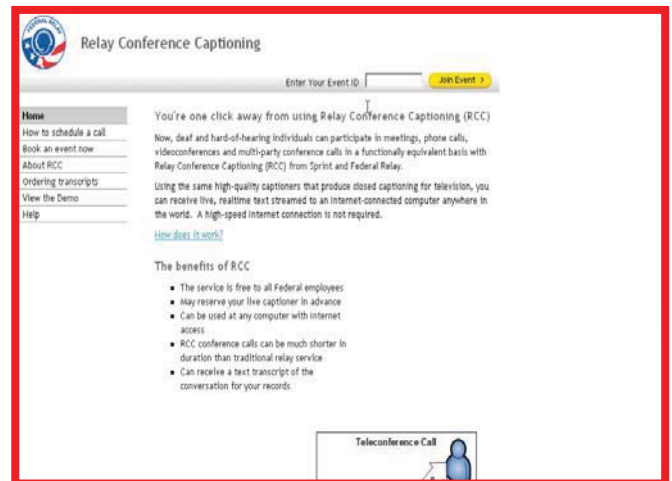 FEDERAL RELAY
Relay Conference Captioning
Enter Your Event ID
Join Event >
Home
How to schedule a call
Book an event now
About RCC
Ordering transcripts
View the Demo
Help
You're one click away from using Relay Conference Captioning (RCC)
Now, deaf and hard-of-hearing individuals can participate in meetings, phone calls,
videoconferences and multi-party conference calls in a functionally equivalent basis with
Relay Conference Captioning (RCC) from Sprint and Federal Relay.
Using the same high-quality captioners that produce closed captioning for television, you
can receive live, realtime text streamed to an internet-connected computer anywhere in
the world. A high-speed internet connection is not required.
How does it work?
The benefits of RCC
▪ The service is free to all Federal employees
▪ May reserve your live captioner in advance
▪ Can be used at any computer with internet
access
▪ RCC conference calls can be much shorter in
duration than traditional relay service
▪ Can receive a text transcript of the
conversation for your records
Teleconference Call